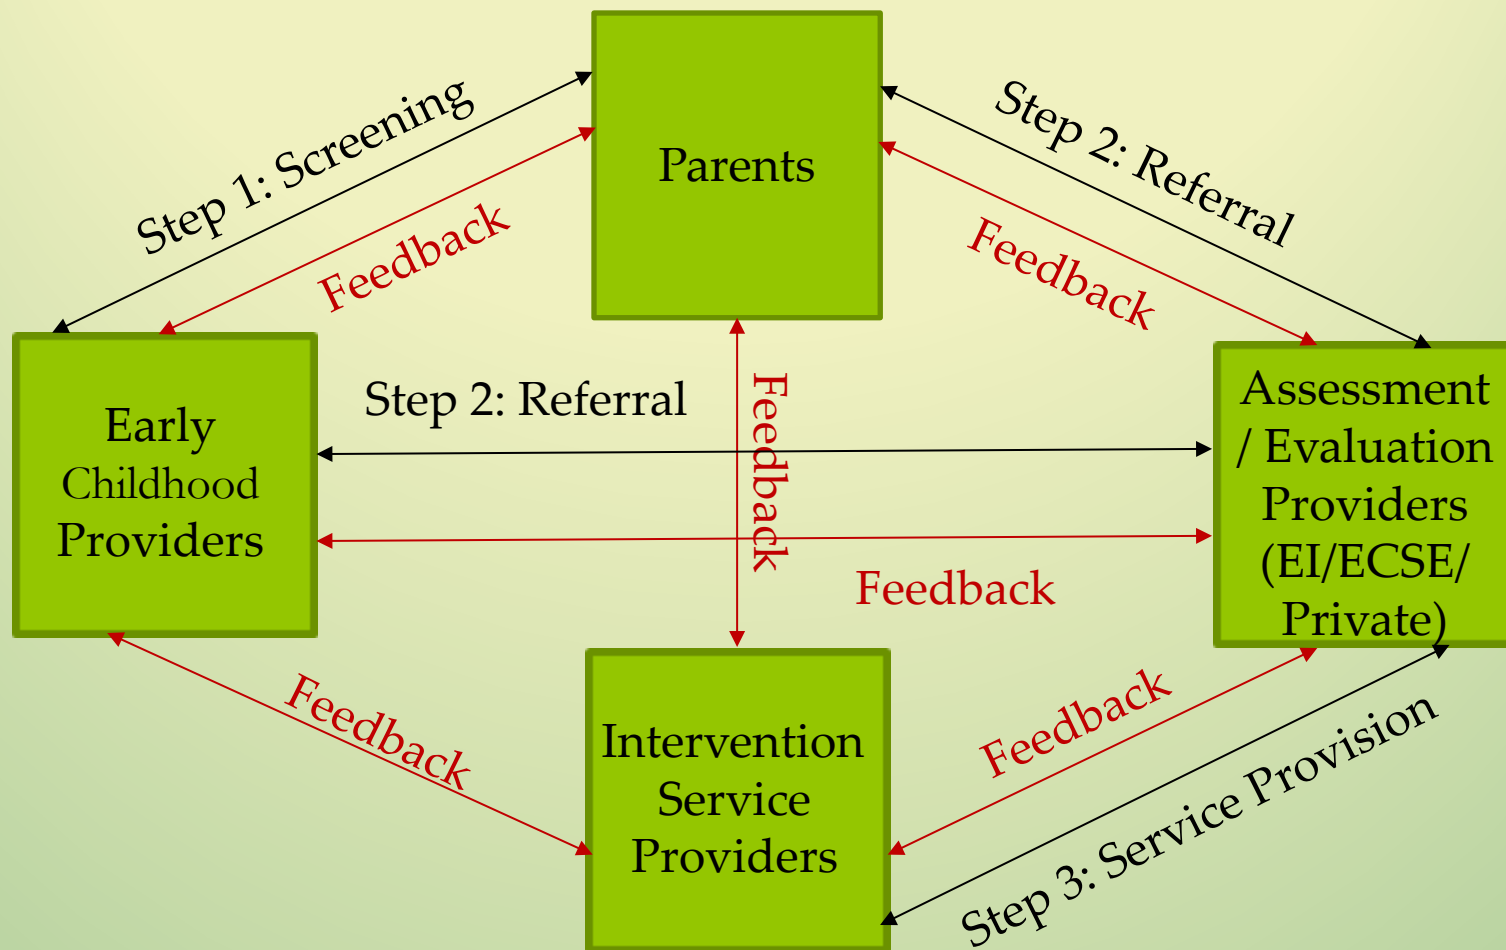 Step 1: Screening
Parents
Step 2: Referral
Feedback
Feedback
Early
Childhood
Providers
Step 2: Referral
Feedback
Feedback
Assessment
/ Evaluation
Providers
(EI/ECSE/
Private)
Feedback
Intervention
Service
Providers
Feedback
Step 3: Service Provision